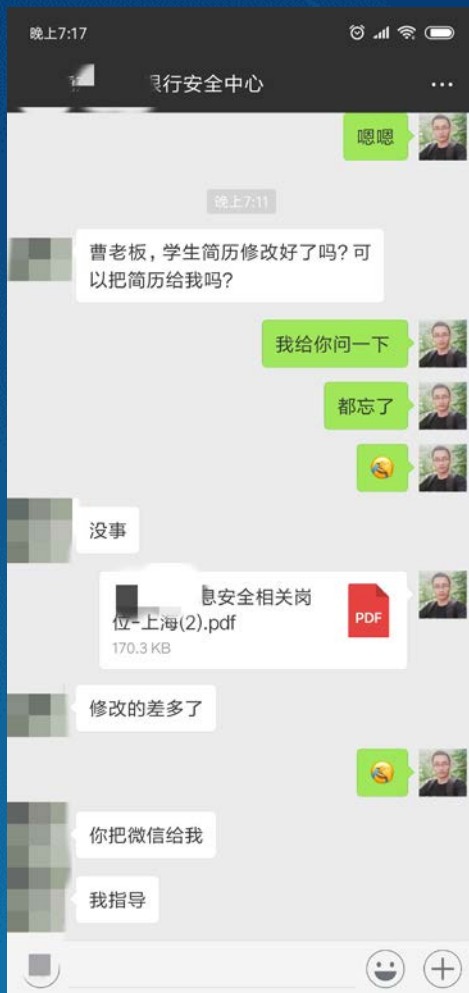 晚上7:17
行安全中心
嗯嗯
晚上7:11
曹老板，学生简历修改好了吗？可
以把简历给我吗？
我给你问一下
都忘了
没事
息安全相关岗
位-上海(2).pdf
PDF
170.3 KB
修改的差多了
你把微信给我
我指导